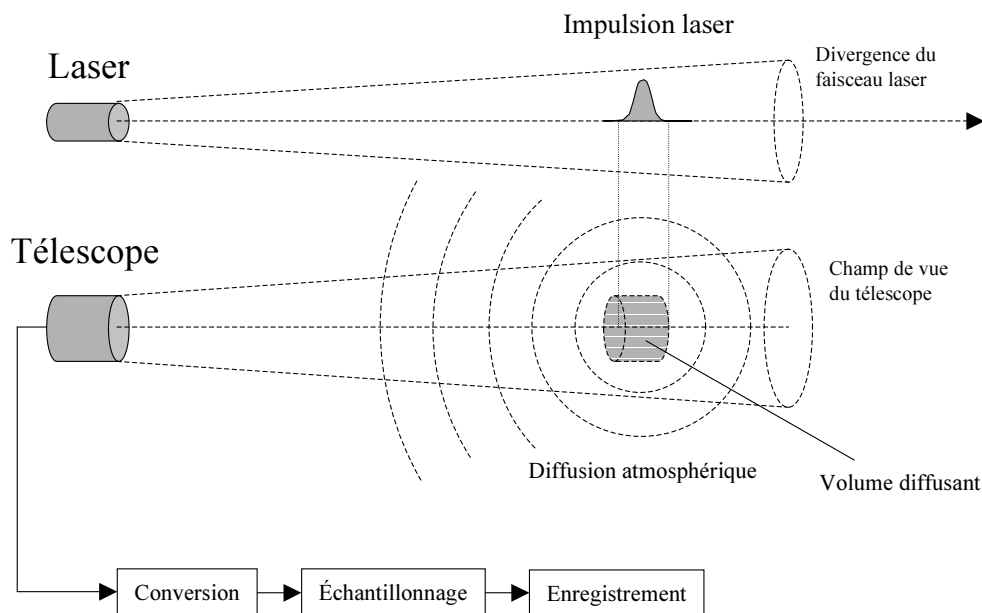 Impulsion laser
Laser
Divergence du
faisceau laser
Télescope
Champ de vue
du télescope
Diffusion atmosphérique
Volume diffusant
Conversion
Échantillonnage
Enregistrement